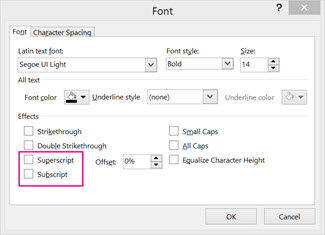 Font
? ×
Font Character Spacing
Latin text font: Font style: Size:
Segoe UI Light Bold 14
All text
Font color Underline style (none) Underline color
Effects
Strikethrough Small Caps
Double Strikethrough All Caps
Superscript Offset: 0% Equalize Character Height
Subscript
OK Cancel